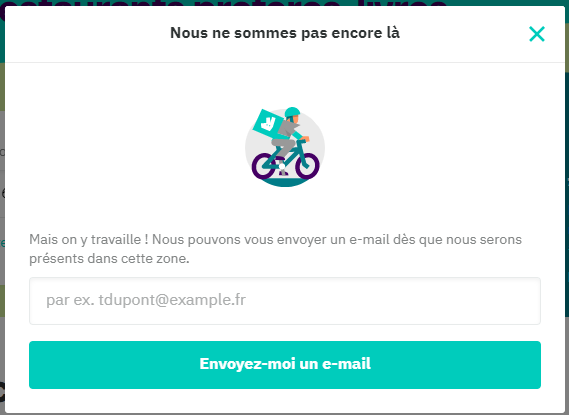 Nous ne sommes pas encore là
Mais on y travaille ! Nous pouvons vous envoyer un e-mail dès que nous serons
présents dans cette zone.
par ex. tdupont@example.fr
Envoyez-moi un e-mail